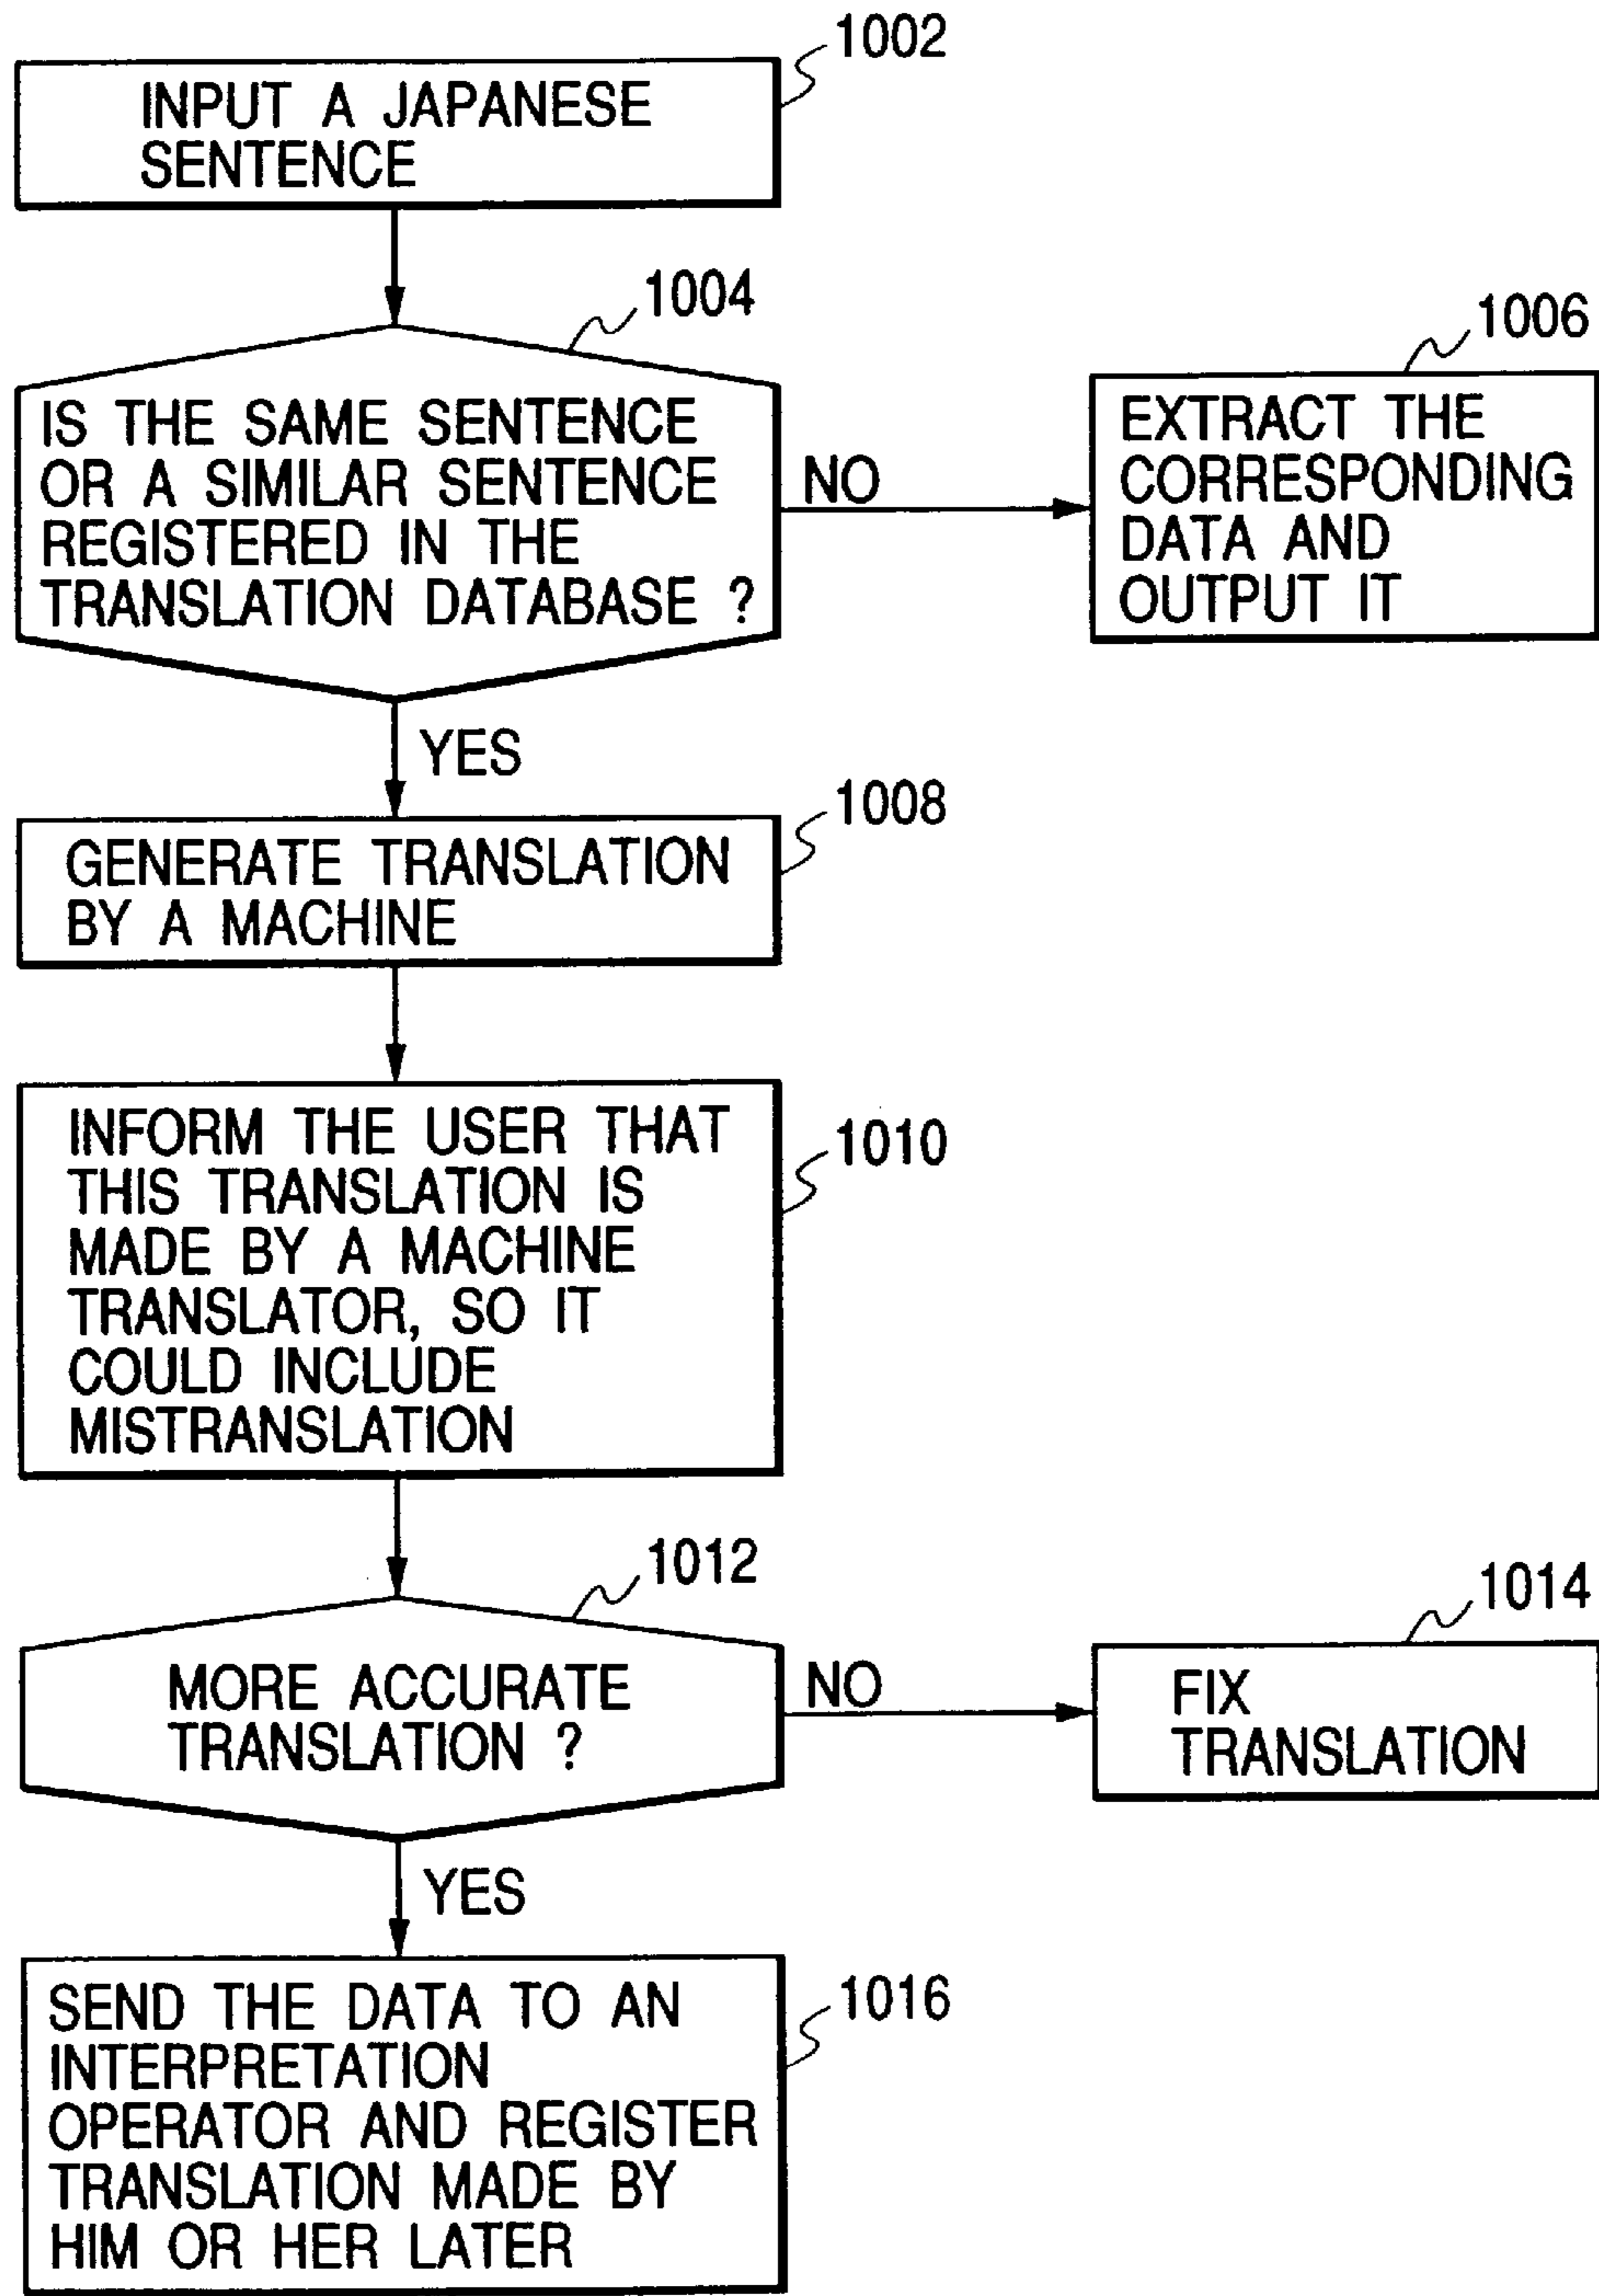 1002
INPUT A JAPANESE
SENTENCE
1004
IS THE SAME SENTENCE
OR A SIMILAR SENTENCE
REGISTERED IN THE
TRANSLATION DATABASE ?
NO
1006
EXTRACT THE
CORRESPONDING
DATA AND
OUTPUT IT
YES
1008
GENERATE TRANSLATION
BY A MACHINE
1010
INFORM THE USER THAT
THIS TRANSLATION IS
MADE BY A MACHINE
TRANSLATOR, SO IT
COULD INCLUDE
MISTRANSLATION
1012
MORE ACCURATE
TRANSLATION ?
NO
1014
FIX
TRANSLATION
YES
1016
SEND THE DATA TO AN
INTERPRETATION
OPERATOR AND REGISTER
TRANSLATION MADE BY
HIM OR HER LATER